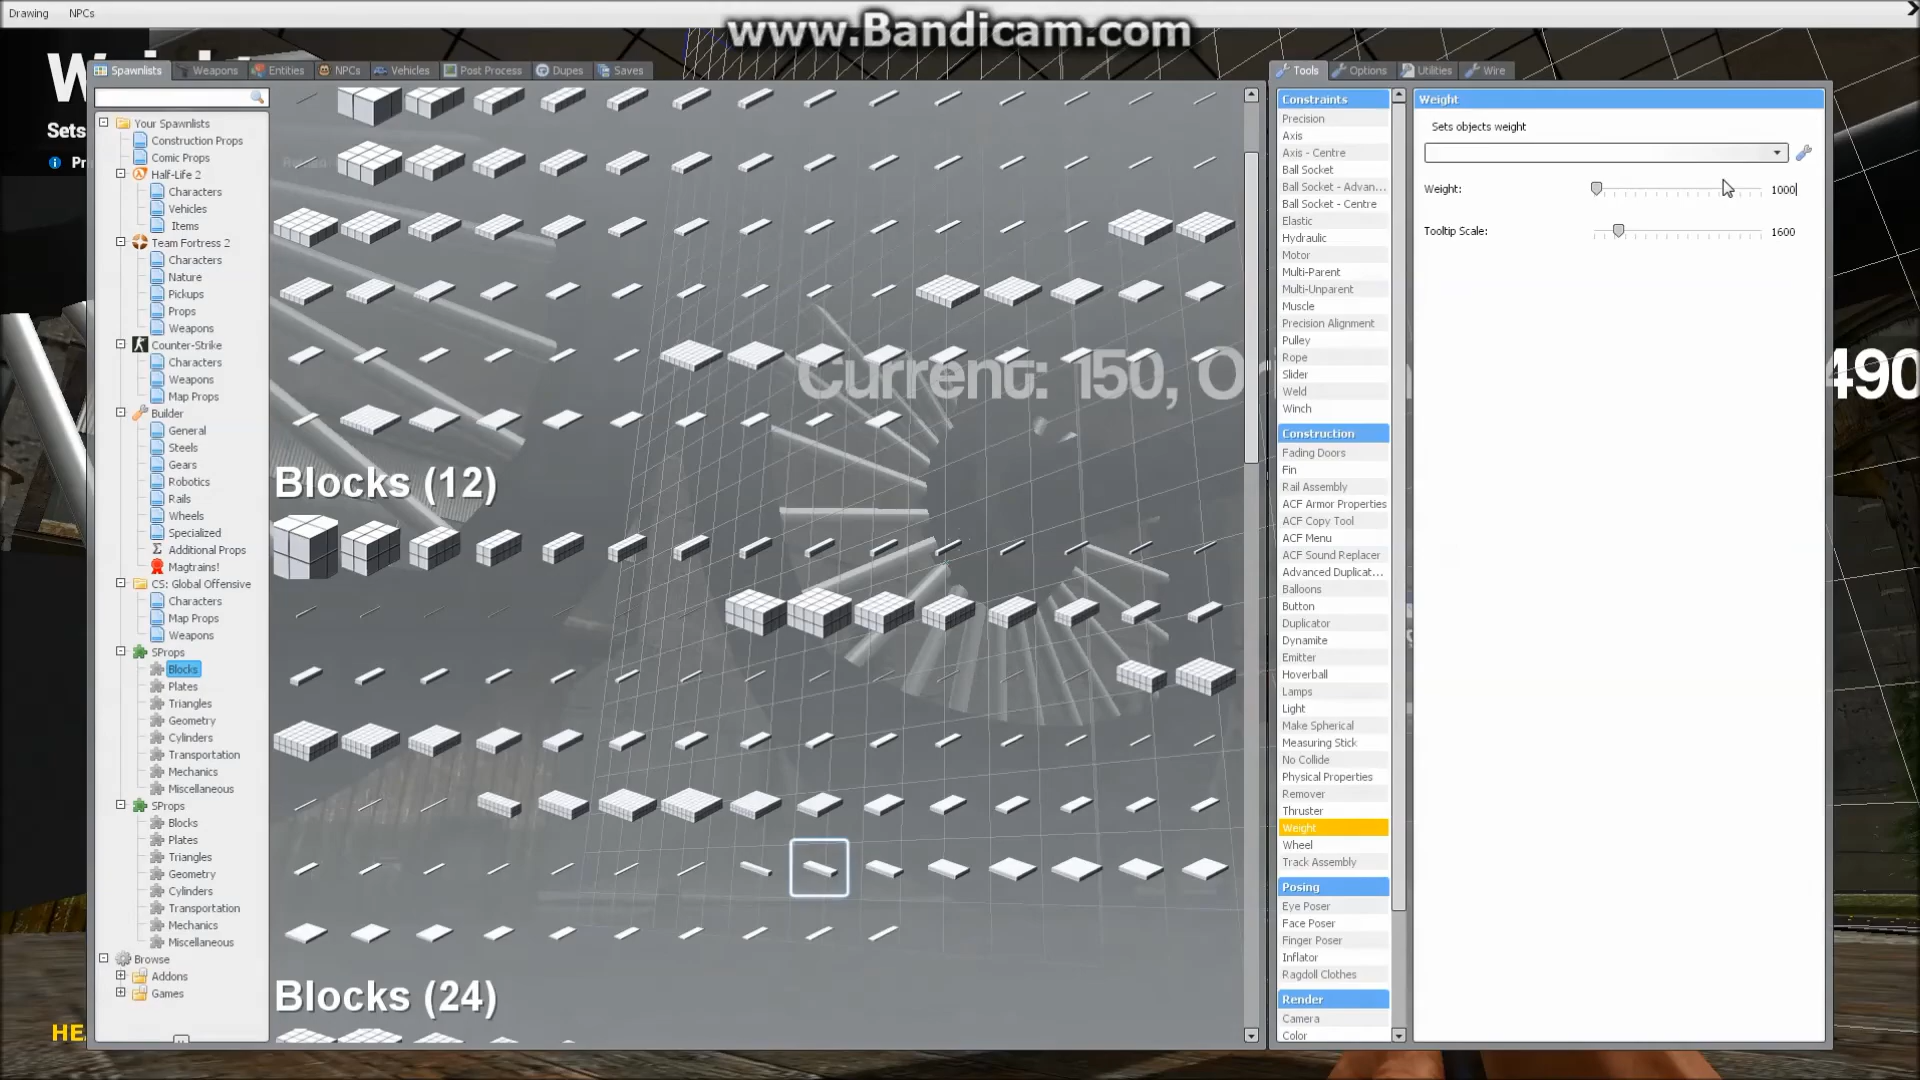 Drawing NPCs
www.Bandicam.com
Spawnlists Weapons Entities NPCs Vehicles Post Process Dupes Saves
Your Spawnlists
Construction Props
Comic Props
Half-Life 2
Characters
Vehicles
Items
Team Fortress 2
Characters
Nature
Pickups
Props
Weapons
Counter-Strike
Characters
Weapons
Map Props
Builder
General
Steels
Gears
Robotics
Rails
Wheels
Specialized
Additional Props
Magtrains!
CS: Global Offensive
Characters
Map Props
Weapons
SProps
Blocks
Plates
Triangles
Geometry
Cylinders
Transportation
Mechanics
Miscellaneous
SProps
Blocks
Plates
Triangles
Geometry
Cylinders
Transportation
Mechanics
Miscellaneous
Browse
Addons
Games
Sets
HE
Current: 150, Or
490
Blocks (12)
Blocks (24)
Tools Options Utilities Wire
Constraints
Precision
Axis
Axis - Centre
Ball Socket
Ball Socket - Advan...
Ball Socket - Centre
Elastic
Hydraulic
Motor
Multi-Parent
Multi-Unparent
Muscle
Precision Alignment
Pulley
Rope
Slider
Weld
Winch
Construction
Fading Doors
Fin
Rail Assembly
ACF Armor Properties
ACF Copy Tool
ACF Menu
ACF Sound Replacer
Advanced Duplicat...
Balloons
Button
Duplicator
Dynamite
Emitter
Hoverball
Lamps
Light
Make Spherical
Measuring Stick
No Collide
Physical Properties
Remover
Thruster
Weight
Wheel
Track Assembly
Posing
Eye Poser
Face Poser
Finger Poser
Inflator
Ragdoll Clothes
Render
Camera
Color
Weight
Sets objects weight
Weight: 1000
Tooltip Scale: 1600